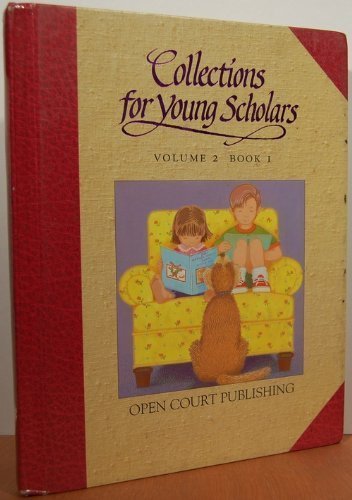 Collections
for Young Scholars
VOLUME 2 BOOK 1
OPEN COURT PUBLISHING